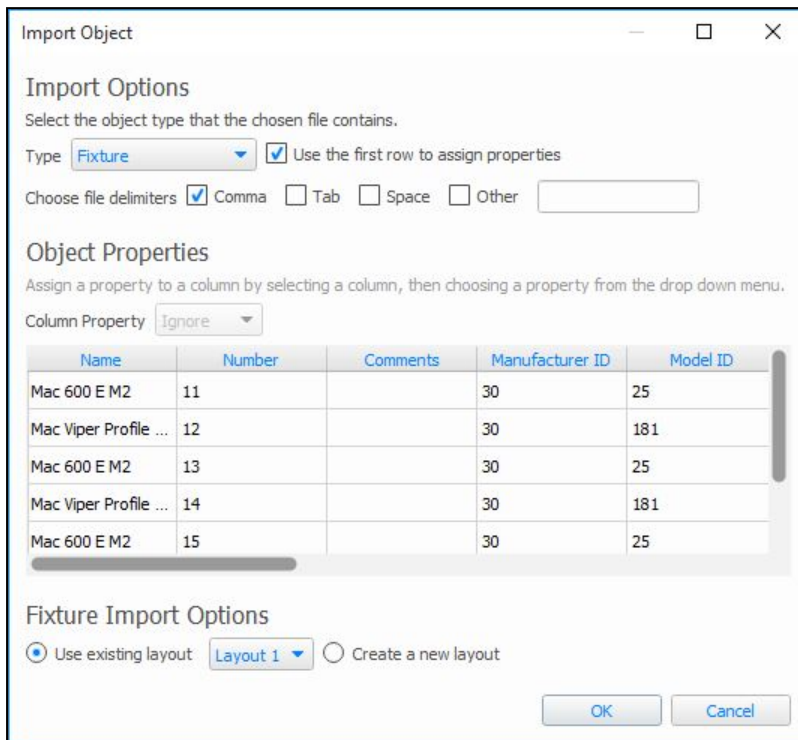 Import Object
Import Options
Select the object type that the chosen file contains.
Type Fixture Use the first row to assign properties
Choose file delimiters Comma Tab Space Other
Object Properties
Assign a property to a column by selecting a column, then choosing a property from the drop down menu.
Column Property Ignore
Name Number Comments Manufacturer ID Model ID
Mac 600 E M2 11 30 25
Mac Viper Profile ... 12 30 181
Mac 600 E M2 13 30 25
Mac Viper Profile ... 14 30 181
Mac 600 E M2 15 30 25
Fixture Import Options
Use existing layout Layout 1 Create a new layout
OK Cancel